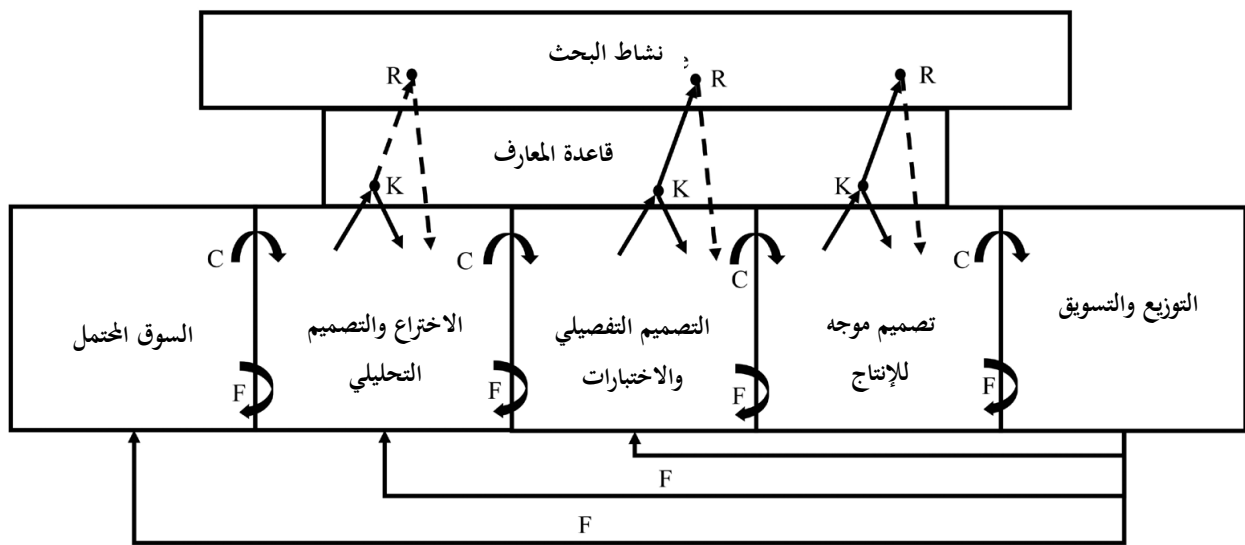 نشاط البحث
R
R
R
قاعدة المعارف
K
K
K
C
C
C
C
السوق المحتمل
الاختراع والتصميم
التحليلي
التصميم التفصيلي
والاختبارات
تصميم موجه
للإنتاج
التوزيع والتسويق
F
F
F
F
F
F